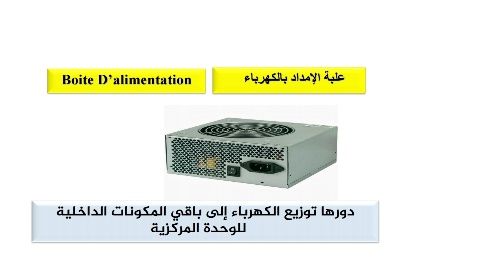 علبة الإمداد بالكهرباء
Boite D’alimentation
دورها توزيع الكهرباء إلى باقي المكونات الداخلية
للوحدة المركزية